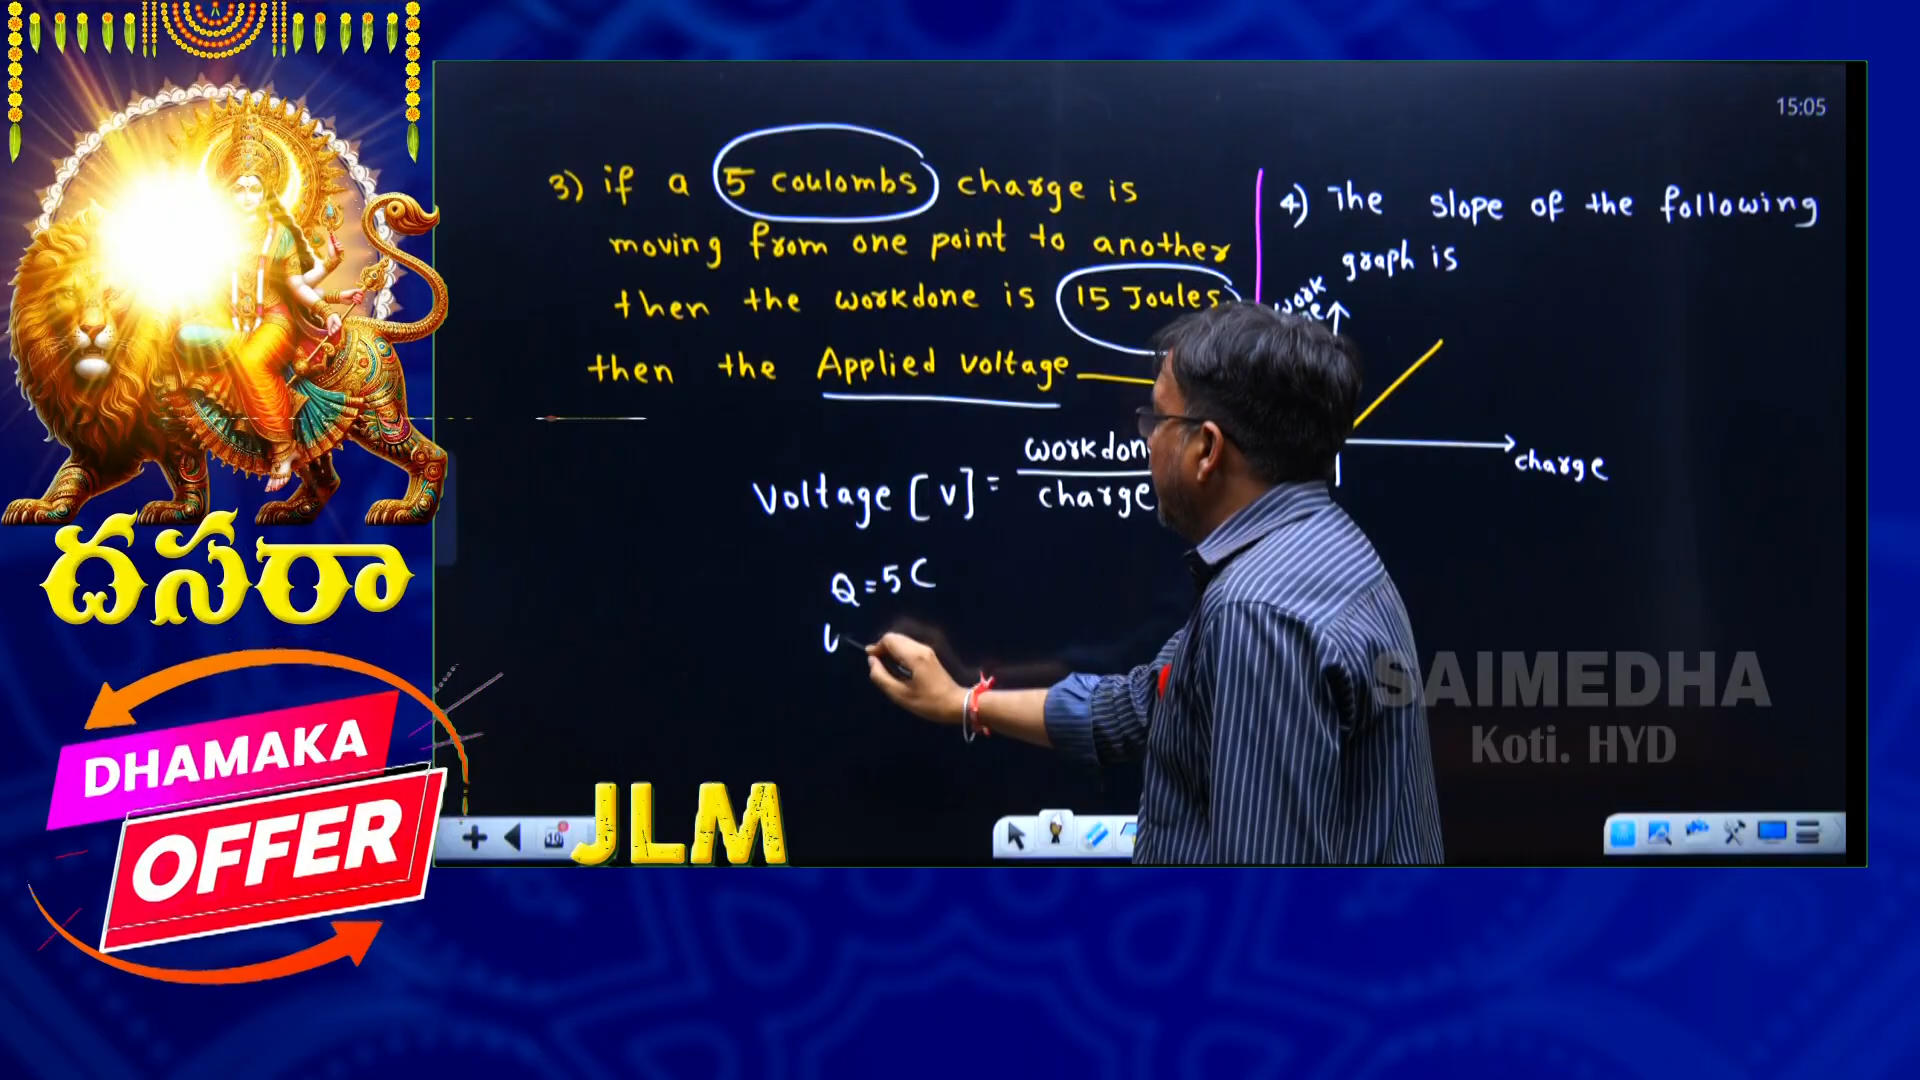 15:05
3) if a 5 coulombs charge is
moving from one point to another
then the workdone is 15 Joules
then the Applied voltage
Voltage [V] = workdon
charge
Q = 5 C
4) The slope of the following
graph is
work
charge
SAIMEDHA
Koti. HYD
దసరా
DHAMAKA
OFFER
JLM